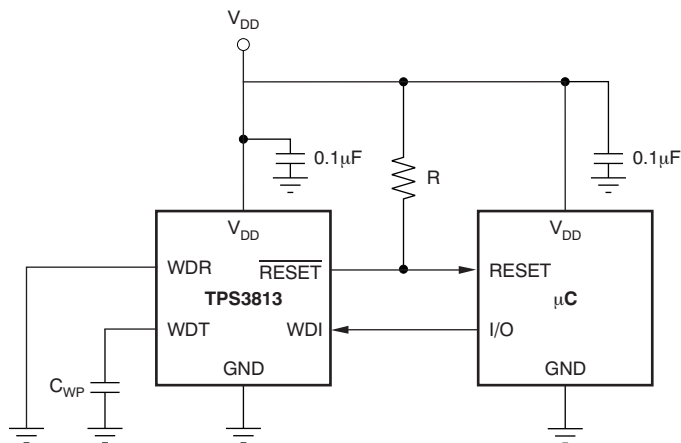 VDD
0.1μF
R
0.1μF
VDD
WDR
RESET
TPS3813
WDT
WDI
GND
VDD
RESET
μC
I/O
GND
CWP